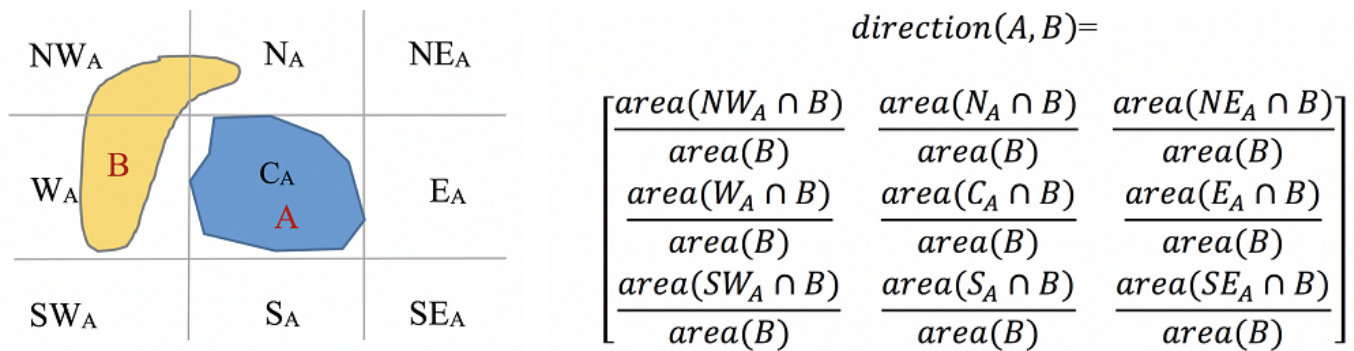 NW_A N_A NE_A
B
W_A C_A E_A
A
SW_A S_A SE_A
direction(A, B)=
area(NW_A ∩ B) area(N_A ∩ B) area(NE_A ∩ B)
area(B) area(B) area(B)
area(W_A ∩ B) area(C_A ∩ B) area(E_A ∩ B)
area(B) area(B) area(B)
area(SW_A ∩ B) area(S_A ∩ B) area(SE_A ∩ B)
area(B) area(B) area(B)